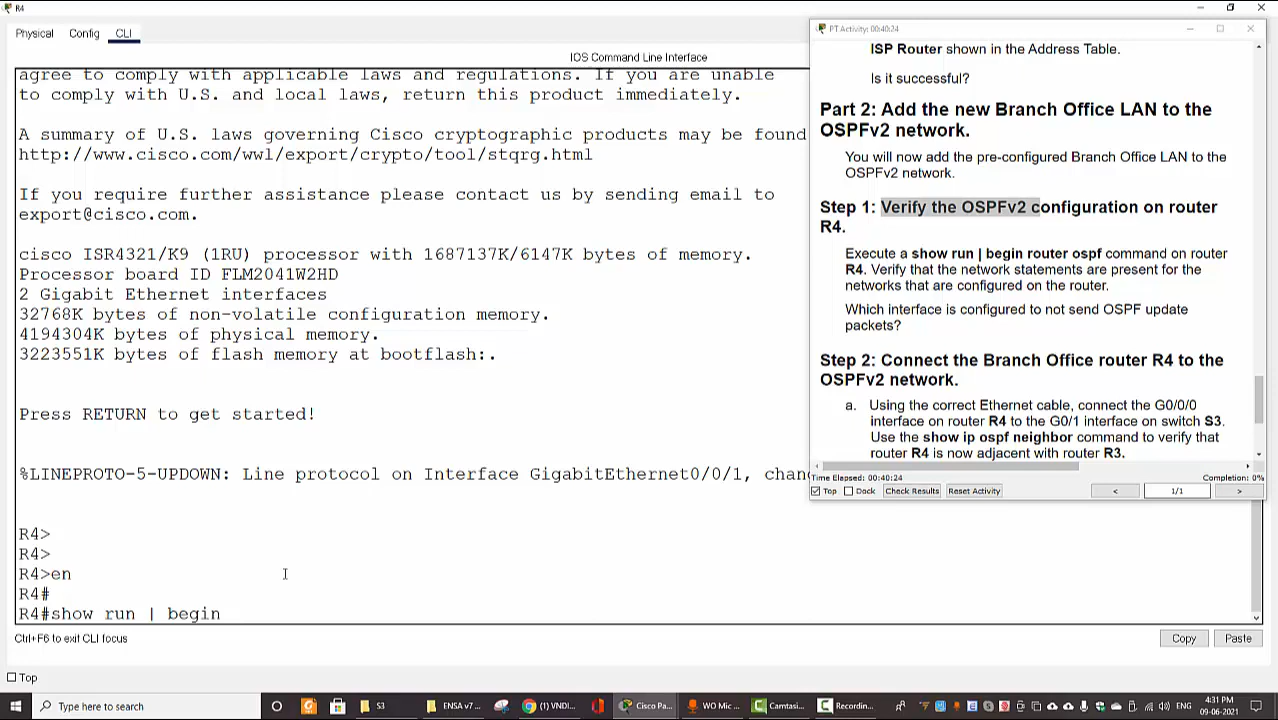 R4
Physical Config CLI
IOS Command Line Interface
agree to comply with applicable laws and regulations. If you are unable
to comply with U.S. and local laws, return this product immediately.
A summary of U.S. laws governing Cisco cryptographic products may be found
http://www.cisco.com/wwl/export/crypto/tool/stqrg.html
If you require further assistance please contact us by sending email to
export@cisco.com.
cisco ISR4321/K9 (1RU) processor with 1687137K/6147K bytes of memory.
Processor board ID FLM2041W2HD
2 Gigabit Ethernet interfaces
32768K bytes of non-volatile configuration memory.
4194304K bytes of physical memory.
3223551K bytes of flash memory at bootflash:.
Press RETURN to get started!
%LINEPROTO-5-UPDOWN: Line protocol on Interface GigabitEthernet0/0/1, chan
R4>
R4>
R4>en
R4#
R4#show run | begin
Ctrl+F6 to exit CLI focus
Copy Paste
Top
PT Activity: 00:40:24
ISP Router shown in the Address Table.
Is it successful?
Part 2: Add the new Branch Office LAN to the
OSPFv2 network.
You will now add the pre-configured Branch Office LAN to the
OSPFv2 network.
Step 1: Verify the OSPFv2 configuration on router
R4.
Execute a show run | begin router ospf command on router
R4. Verify that the network statements are present for the
networks that are configured on the router.
Which interface is configured to not send OSPF update
packets?
Step 2: Connect the Branch Office router R4 to the
OSPFv2 network.
a. Using the correct Ethernet cable, connect the G0/0/0
interface on router R4 to the G0/1 interface on switch S3.
Use the show ip ospf neighbor command to verify that
router R4 is now adjacent with router R3.
Time Elapsed: 00:40:24 Completion: 0%
Top Dock Check Results Reset Activity < 1/1 >
Type here to search S3 ENSA v7 ... (1) VNDI... Cisco Pa... WO Mic ... Camtasi... Recordin... ENG 4:31 PM
09-06-2021